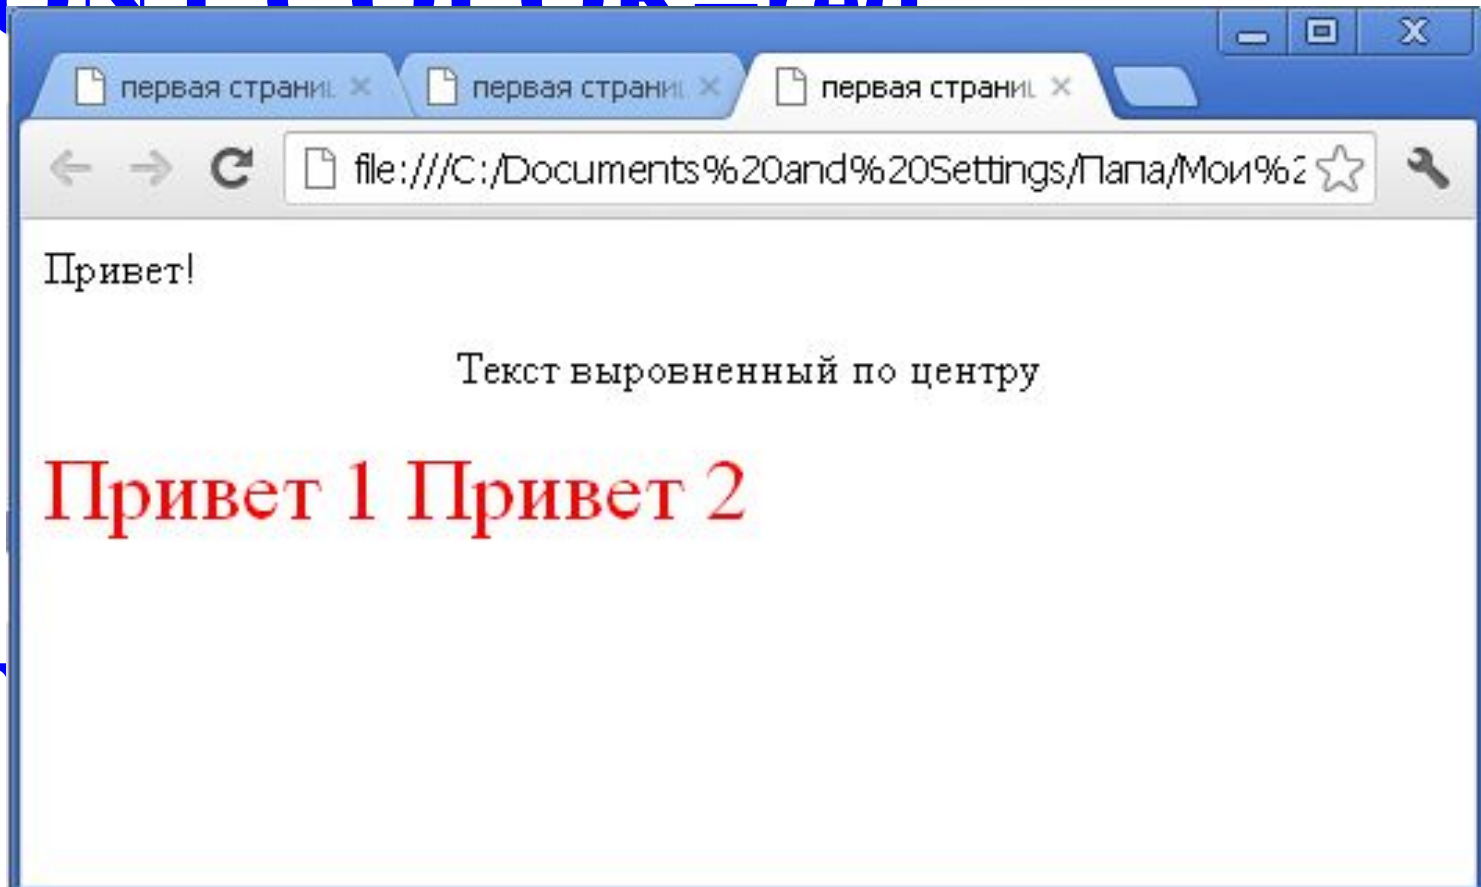 первая страни первая страни первая страни
file:///C:/Documents%20and%20Settings/Папа/Мои%2
Привет!
Текст выровненный по центру
Привет 1 Привет 2